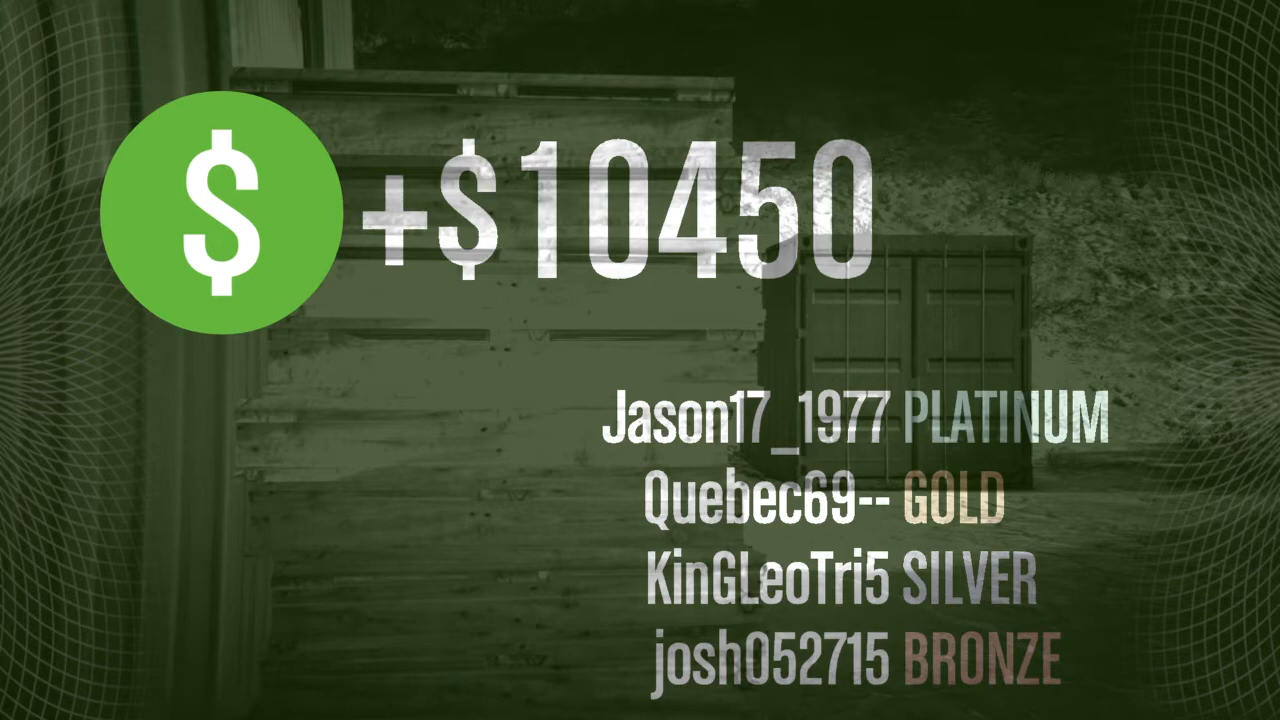 $ +$10450
Jason17_1977 PLATINUM
Quebec69-- GOLD
KinGLeoTri5 SILVER
josh052715 BRONZE